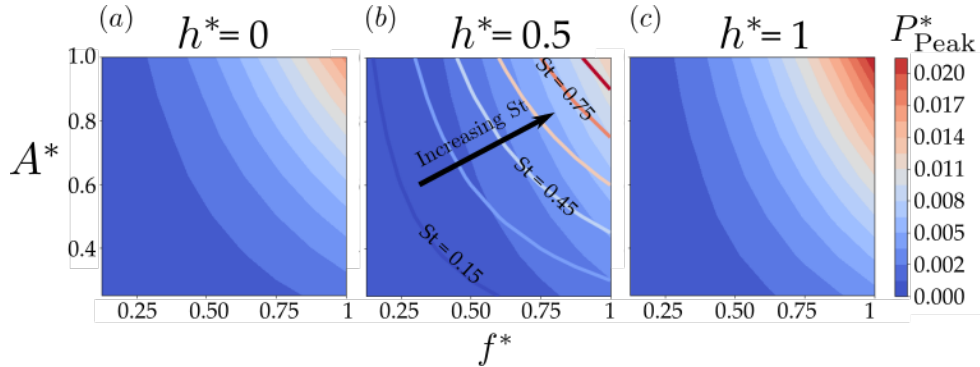 (a) h*= 0 (b) h*= 0.5 (c) h*= 1 P*Peak
A*
1.0
0.8
0.6
0.4
0.25 0.50 0.75 1
Increasing St
St = 0.75
St = 0.45
St = 0.15
0.25 0.50 0.75 1
0.25 0.50 0.75 1
0.020
0.017
0.014
0.011
0.008
0.005
0.002
0.000
f*